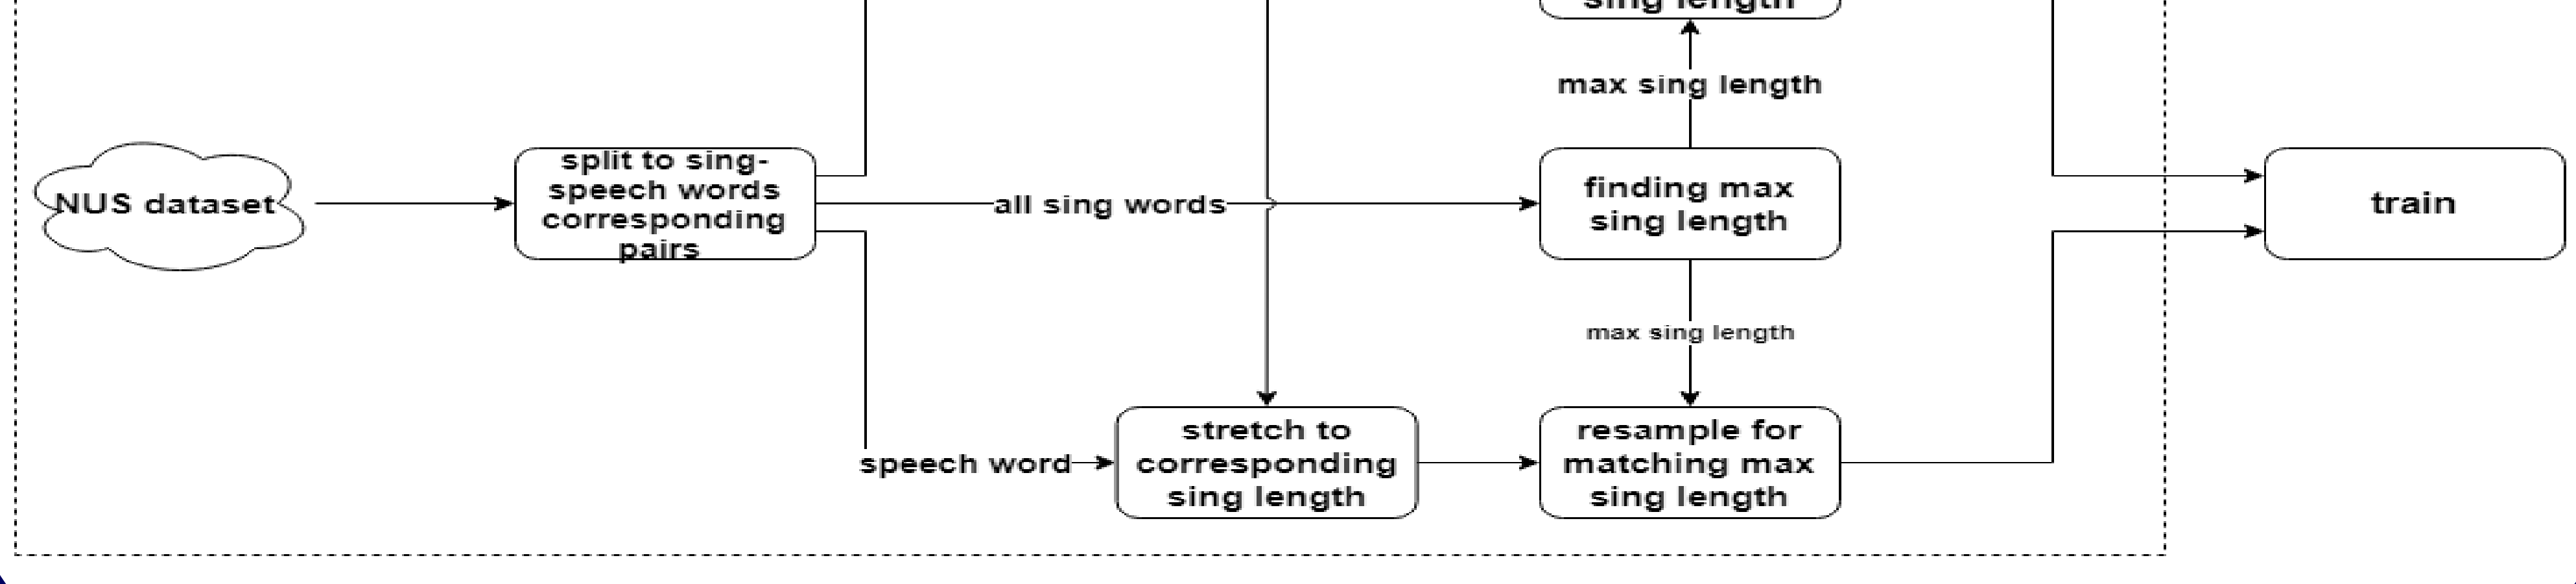 sing length
max sing length
NUS dataset
split to sing-
speech words
corresponding
pairs
all sing words
finding max
sing length
train
max sing length
speech word
stretch to
corresponding
sing length
resample for
matching max
sing length